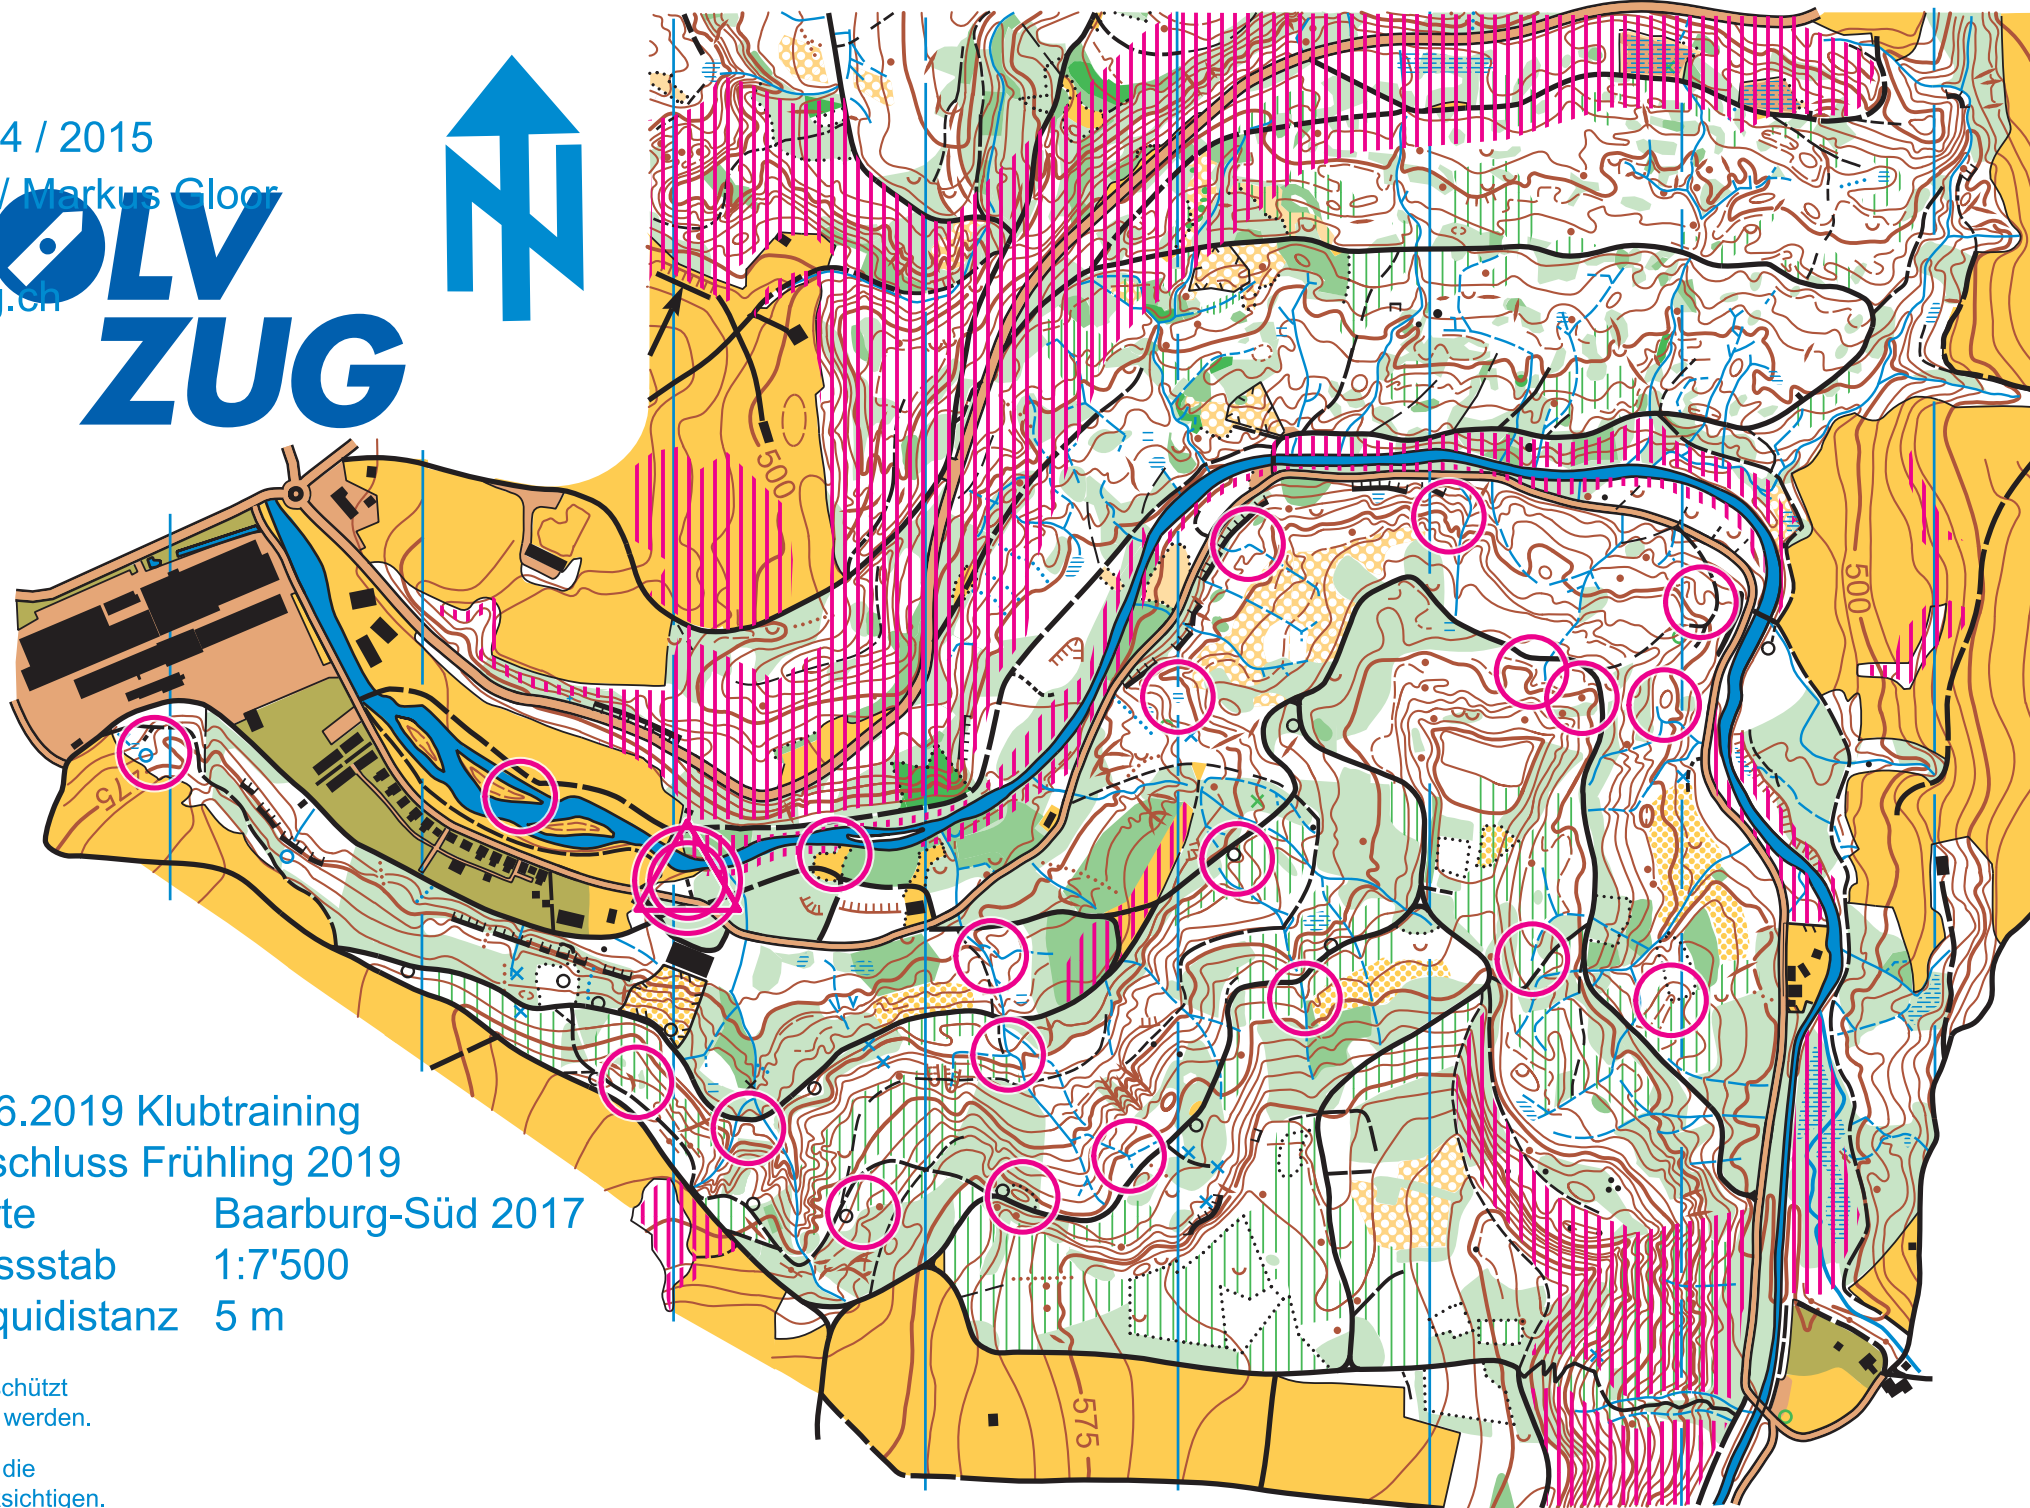 4 / 2015
/ Markus Gloor
OLV
g.ch
ZUG
N
500
500
575
6.2019 Klubtraining
schluss Frühling 2019
te Baarburg-Süd 2017
ssstab 1:7'500
quidistanz 5 m
chützt
werden.
die
sichtigen.
575